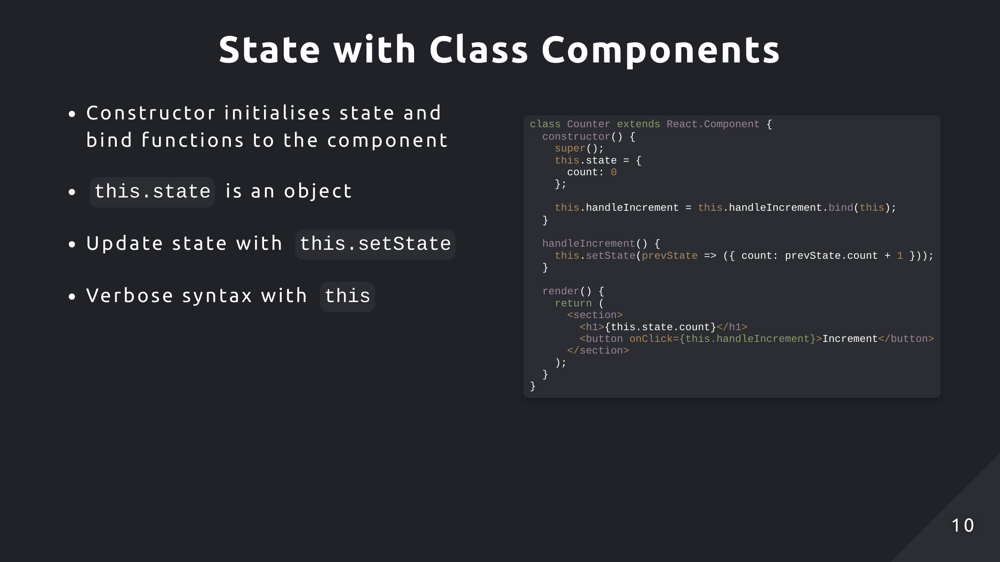 State with Class Components
• Constructor initialises state and
bind functions to the component
• this.state is an object
• Update state with this.setState
• Verbose syntax with this
class Counter extends React.Component {
  constructor() {
    super();
    this.state = {
      count: 0
    };

    this.handleIncrement = this.handleIncrement.bind(this);
  }

  handleIncrement() {
    this.setState(prevState => ({ count: prevState.count + 1 }));
  }

  render() {
    return (
      <section>
        <h1>{this.state.count}</h1>
        <button onClick={this.handleIncrement}>Increment</button>
      </section>
    );
  }
}
10